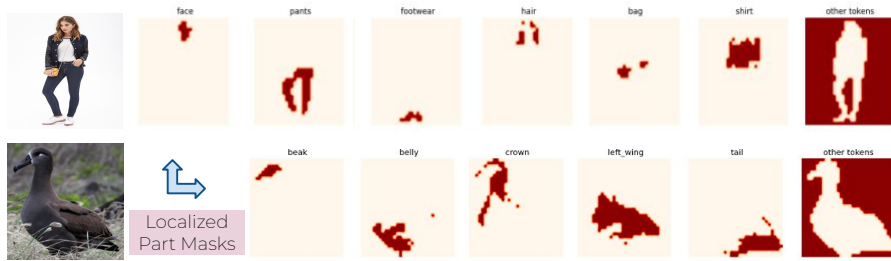 face
pants
footwear
hair
bag
shirt
other tokens
beak
belly
crown
left_wing
tail
other tokens
Localized
Part Masks